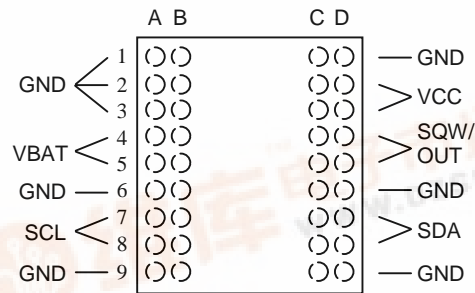 A B C D
1 GND
GND 2 VCC
3
4 SQW/
VBAT 5 OUT
GND 6 GND
7
SCL 8 SDA
GND 9 GND